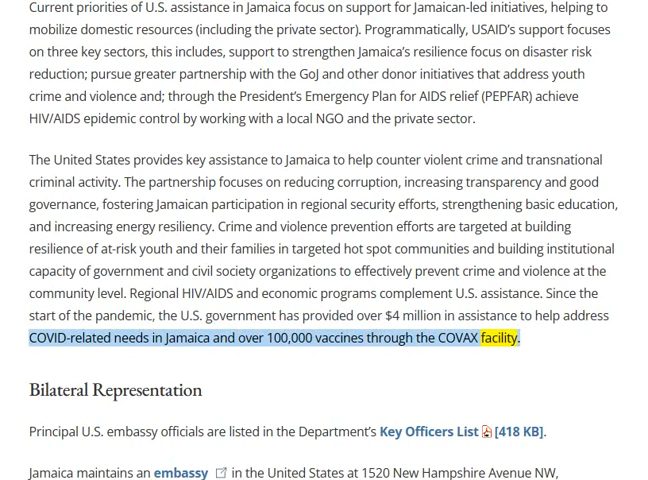 Current priorities of U.S. assistance in Jamaica focus on support for Jamaican-led initiatives, helping to
mobilize domestic resources (including the private sector). Programmatically, USAID's support focuses
on three key sectors, this includes, support to strengthen Jamaica's resilience focus on disaster risk
reduction; pursue greater partnership with the GoJ and other donor initiatives that address youth
crime and violence and; through the President's Emergency Plan for AIDS relief (PEPFAR) achieve
HIV/AIDS epidemic control by working with a local NGO and the private sector.
The United States provides key assistance to Jamaica to help counter violent crime and transnational
criminal activity. The partnership focuses on reducing corruption, increasing transparency and good
governance, fostering Jamaican participation in regional security efforts, strengthening basic education,
and increasing energy resiliency. Crime and violence prevention efforts are targeted at building
resilience of at-risk youth and their families in targeted hot spot communities and building institutional
capacity of government and civil society organizations to effectively prevent crime and violence at the
community level. Regional HIV/AIDS and economic programs complement U.S. assistance. Since the
start of the pandemic, the U.S. government has provided over $4 million in assistance to help address
COVID-related needs in Jamaica and over 100,000 vaccines through the COVAX facility.
Bilateral Representation
Principal U.S. embassy officials are listed in the Department's Key Officers List [418 KB].
Jamaica maintains an embassy in the United States at 1520 New Hampshire Avenue NW,